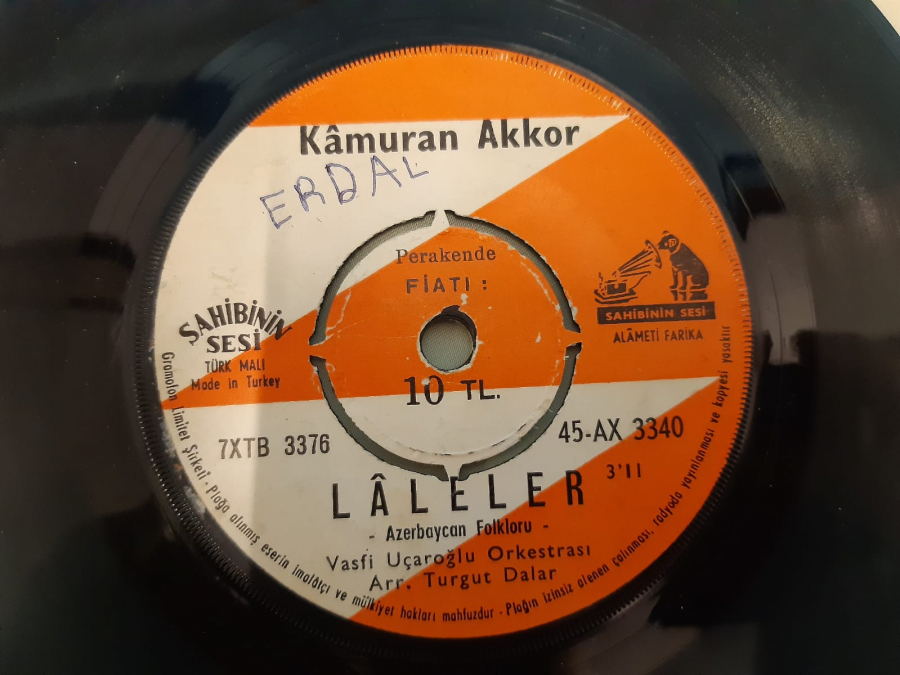 Kâmuran Akkor
ERDAL
Perakende
FİATI :
10 TL.
SAHİBİNİN
SESİ
TÜRK MALI
Made in Turkey
SAHİBİNİN SESİ
ALÂMETİ FARİKA
7XTB 3376
45-AX 3340
LÂLELER 3'11
- Azerbaycan Folkloru -
Vasfi Uçaroğlu Orkestrası
Arr. Turgut Dalar
Gramofon Limitet Şirketi - Plağa alınmış eserin imalâtçı ve mülkiyet hakları mahfuzdur - Plağın izinsiz alenen çalınması, radyoda yayınlanması ve kopyesi yasaktır